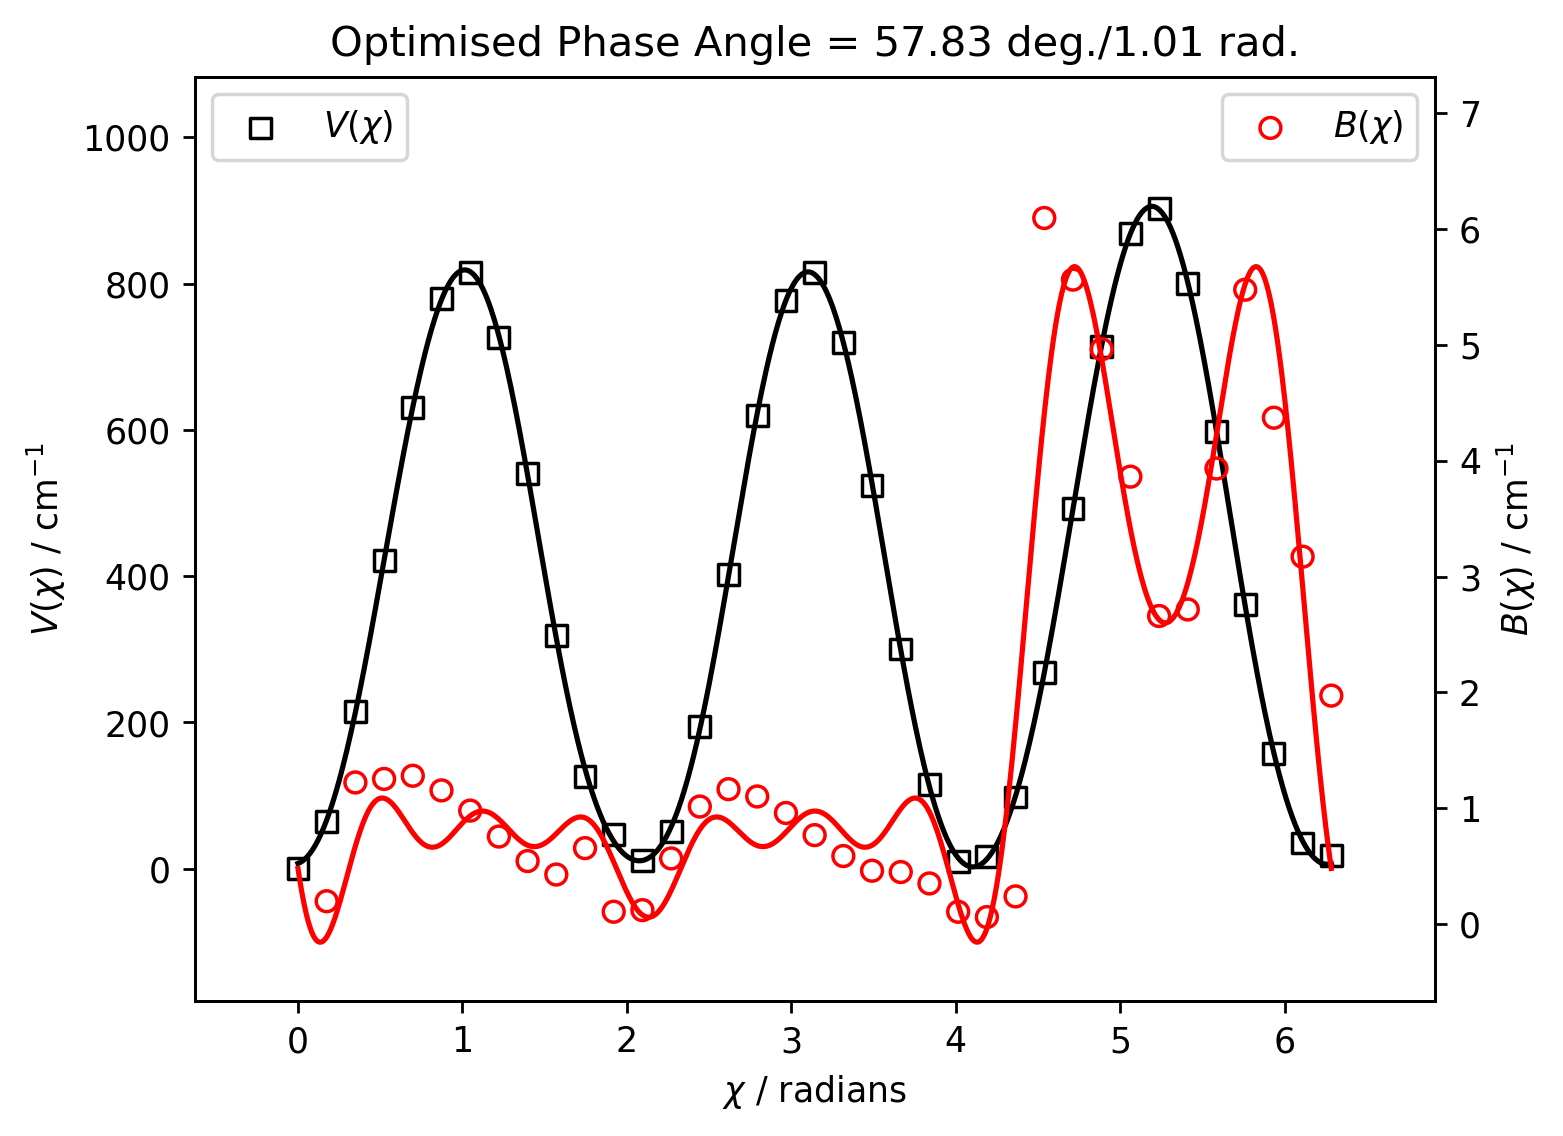 Optimised Phase Angle = 57.83 deg./1.01 rad.
V(χ)
B(χ)
1000
800
600
400
200
0
V(χ) / cm⁻¹
7
6
5
4
3
2
1
0
B(χ) / cm⁻¹
0 1 2 3 4 5 6
χ / radians